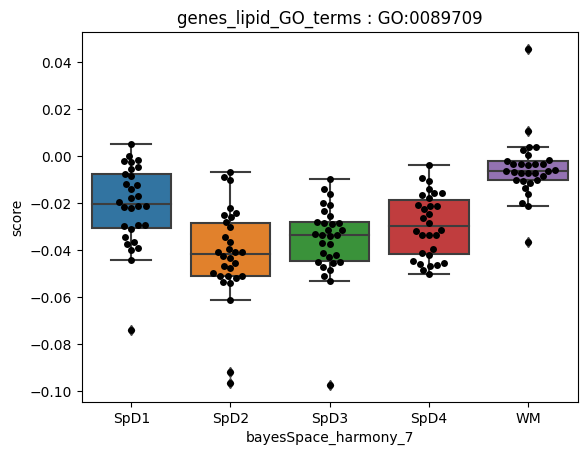 genes_lipid_GO_terms : GO:0089709
0.04
0.02
0.00
−0.02
−0.04
−0.06
−0.08
−0.10
score
SpD1 SpD2 SpD3 SpD4 WM
bayesSpace_harmony_7